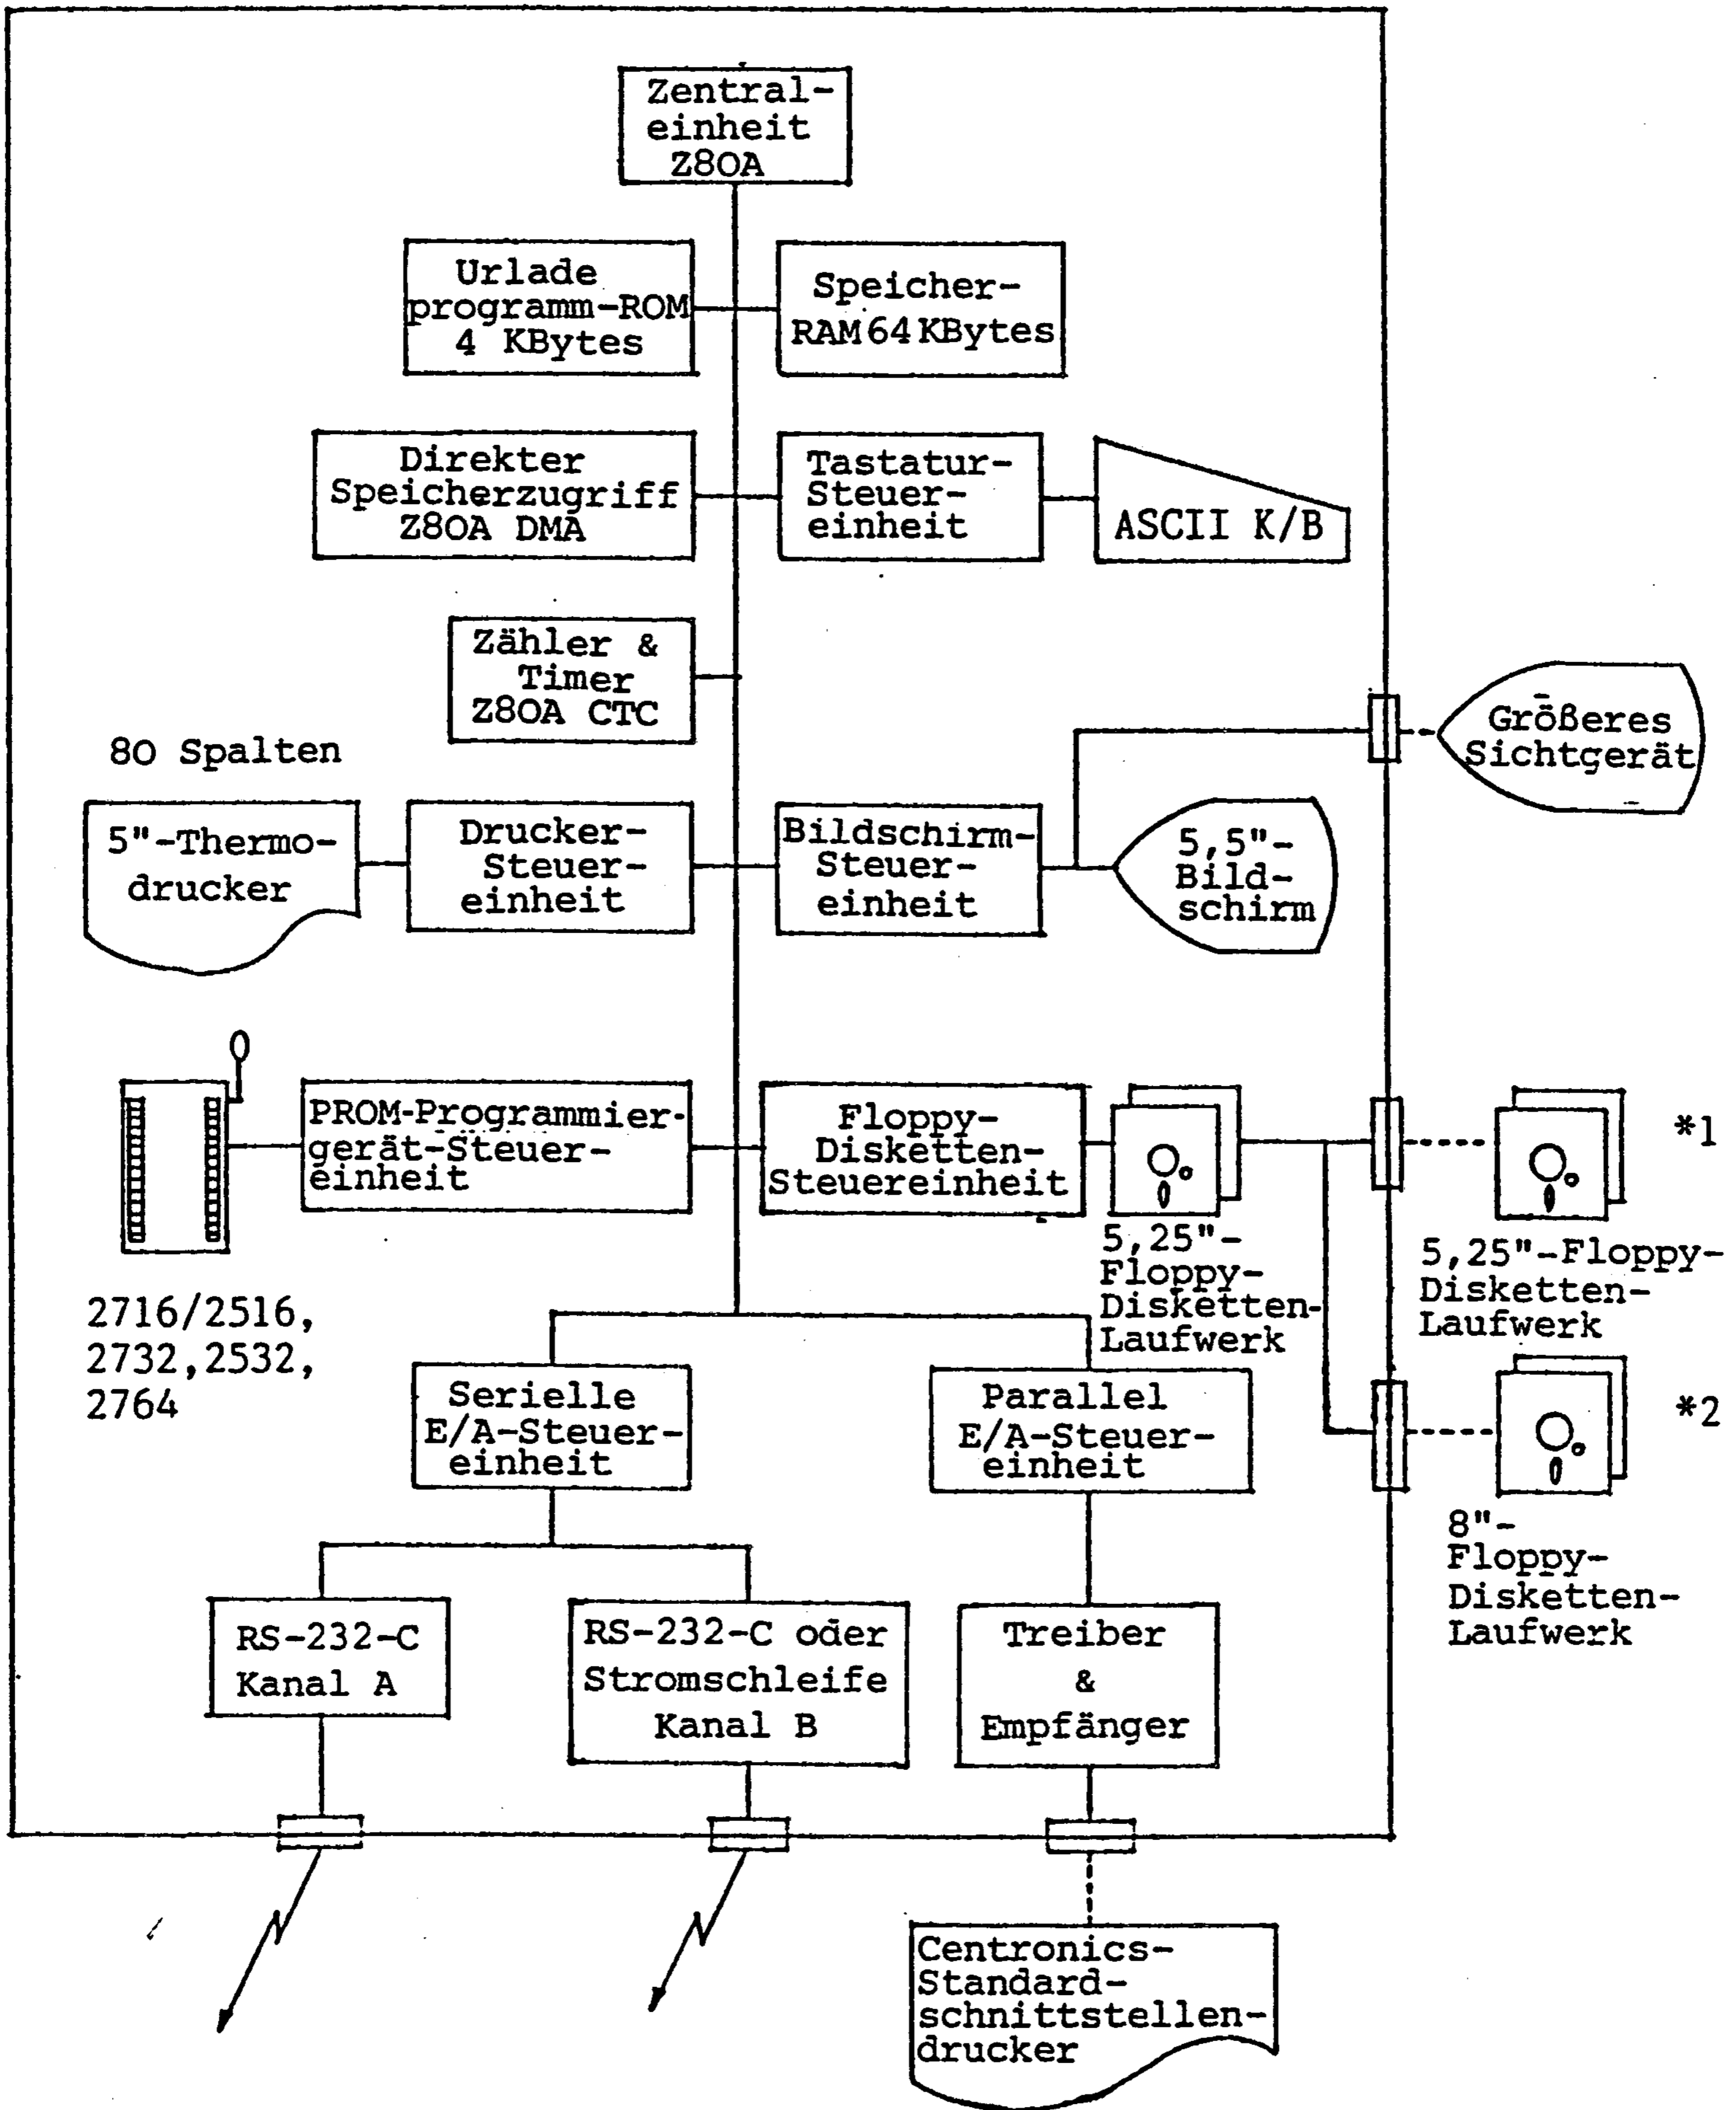 Zentral-
einheit
Z80A
Urlade
programm-ROM
4 KBytes
Speicher-
RAM 64 KBytes
Direkter
Speicherzugriff
Z80A DMA
Tastatur-
Steuer-
einheit
ASCII K/B
Zähler &
Timer
Z80A CTC
Größeres
Sichtgerät
80 Spalten
5"-Thermo-
drucker
Drucker-
Steuer-
einheit
Bildschirm-
Steuer-
einheit
5,5"-
Bild-
schirm
PROM-Programmier-
gerät-Steuer-
einheit
Floppy-
Disketten-
Steuereinheit
*1
5,25"-
Floppy-
Disketten-
Laufwerk
5,25"-Floppy-
Disketten-
Laufwerk
2716/2516,
2732,2532,
2764
Serielle
E/A-Steuer-
einheit
Parallel
E/A-Steuer-
einheit
*2
8"-
Floppy-
Disketten-
Laufwerk
RS-232-C
Kanal A
RS-232-C oder
Stromschleife
Kanal B
Treiber
&
Empfänger
Centronics-
Standard-
schnittstellen-
drucker